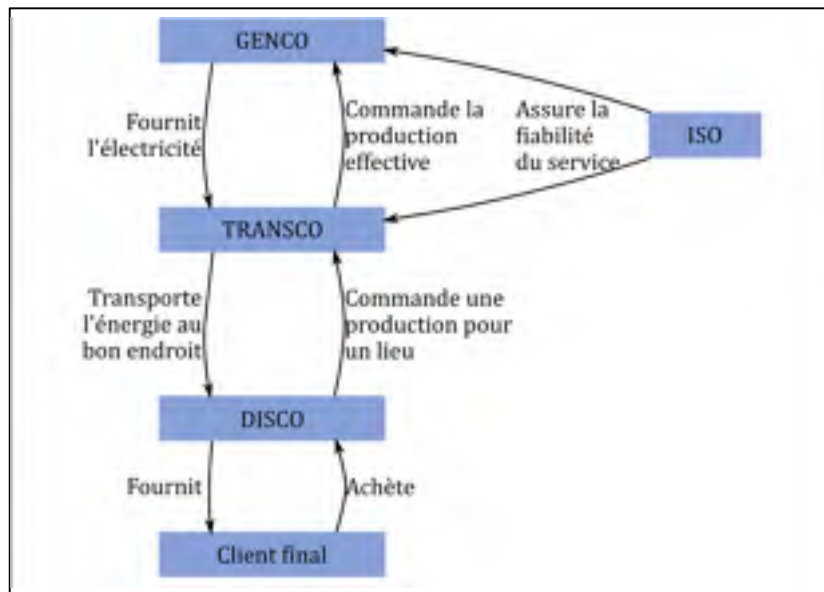 GENCO
Fournit
l'électricité
Commande la
production
effective
Assure la
fiabilité
du service
ISO
TRANSCO
Transporte
l'énergie au
bon endroit
Commande une
production pour
un lieu
DISCO
Fournit
Achète
Client final